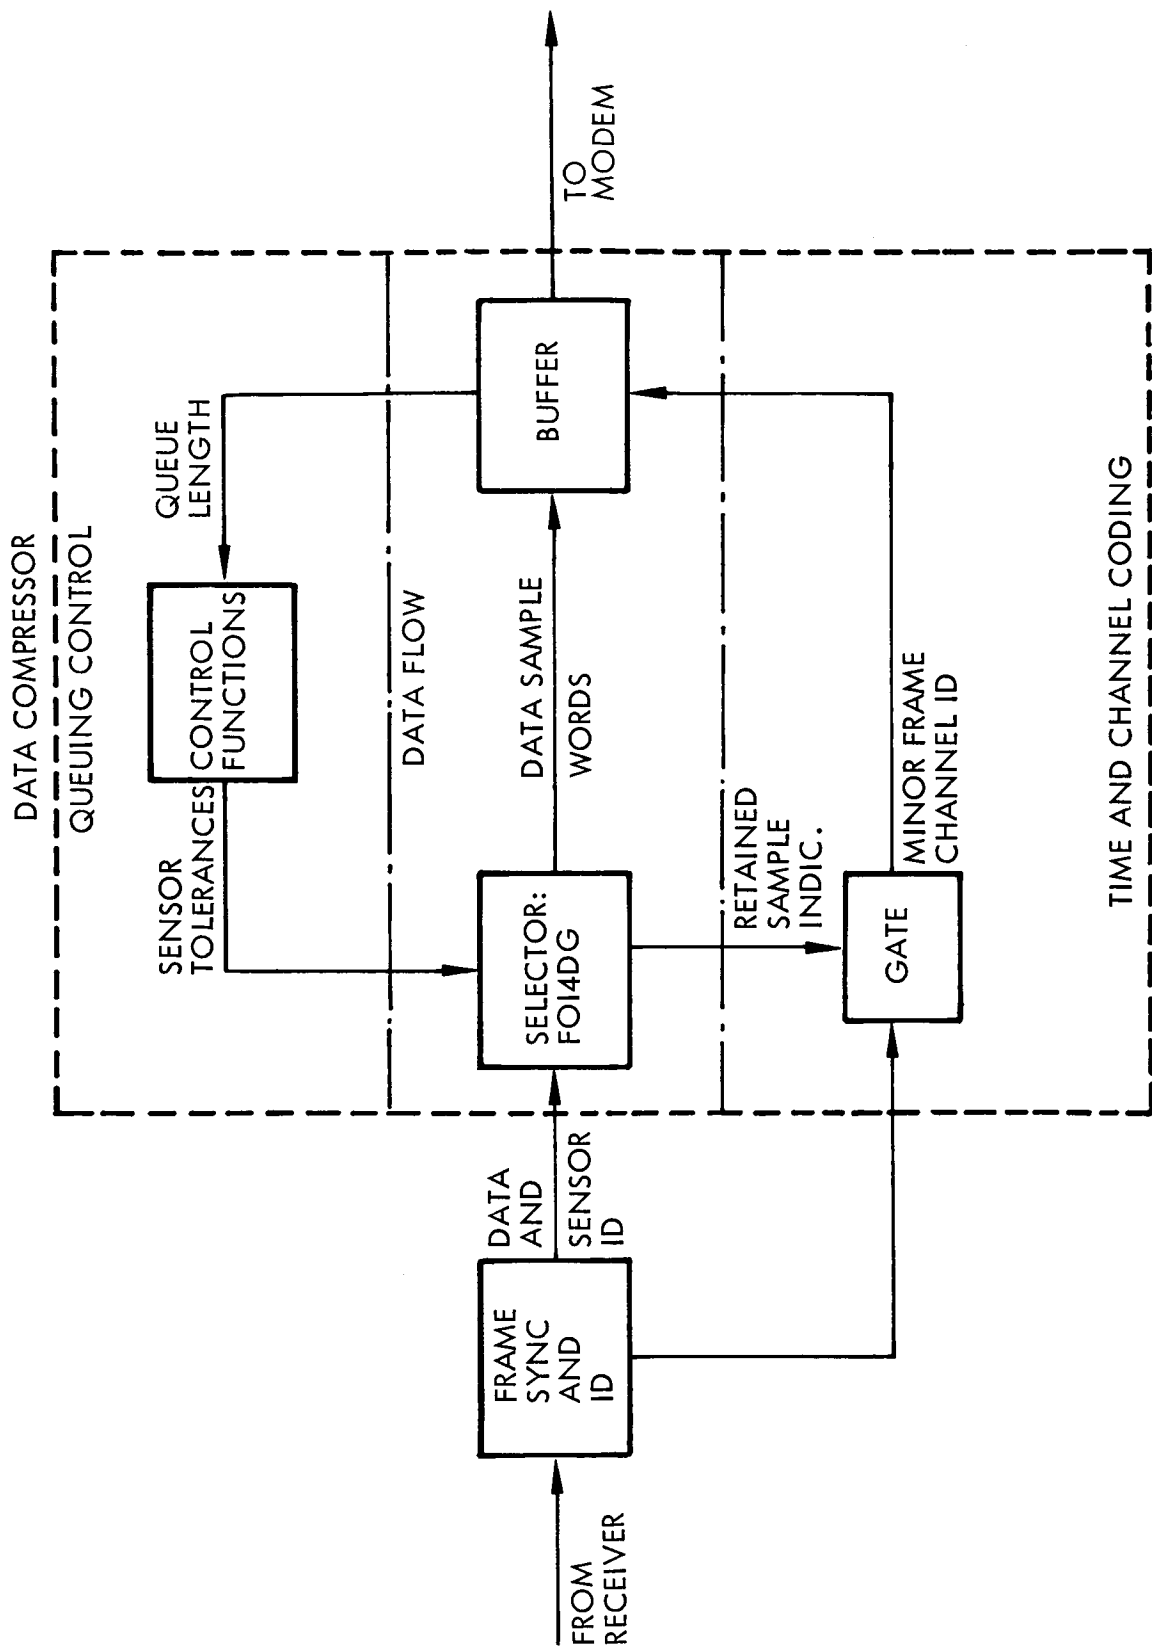 DATA COMPRESSOR
QUEUING CONTROL
SENSOR
TOLERANCES
CONTROL
FUNCTIONS
QUEUE
LENGTH
DATA FLOW
FROM
RECEIVER
FRAME
SYNC
AND
ID
DATA
AND
SENSOR
ID
SELECTOR:
FOI4DG
DATA SAMPLE
WORDS
BUFFER
TO
MODEM
RETAINED
SAMPLE
INDIC.
GATE
MINOR FRAME
CHANNEL ID
TIME AND CHANNEL CODING